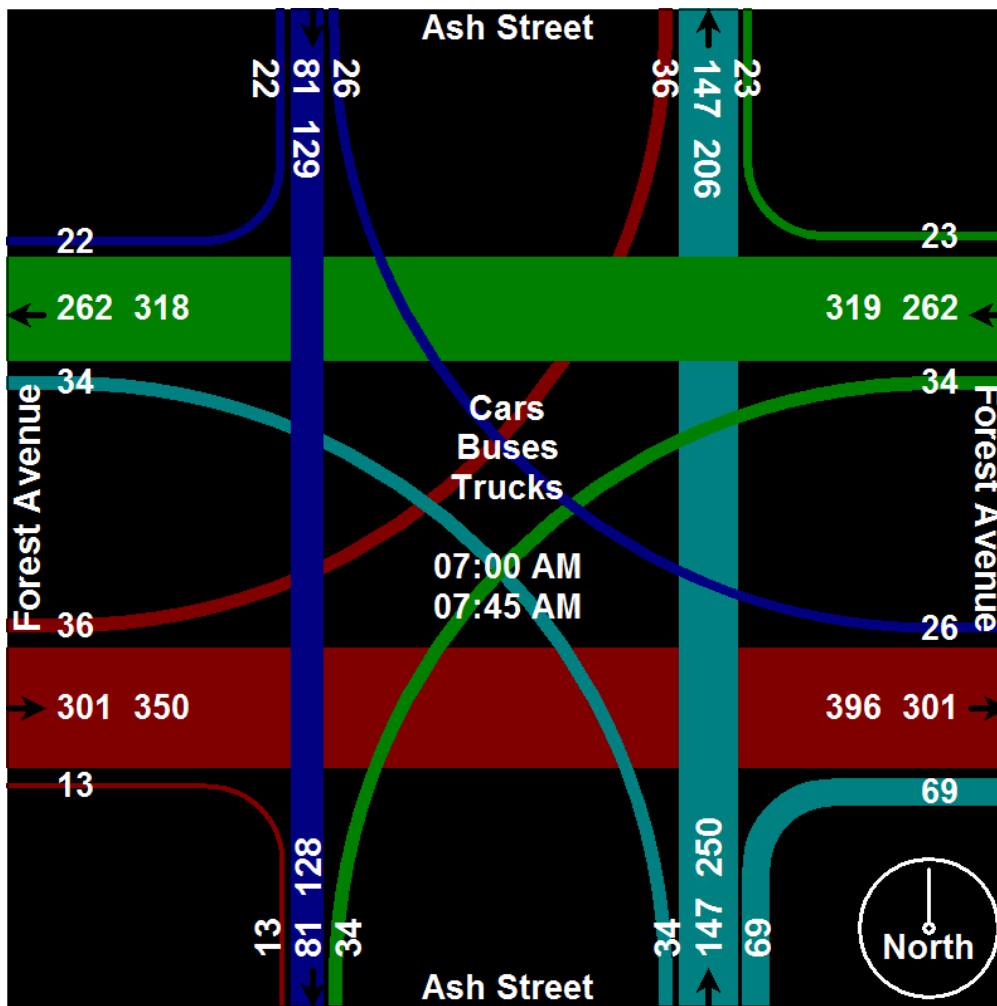 Ash Street
22
81 129
26
36
147 206
23
22
23
262 318
319 262
34
34
Forest Avenue
Forest Avenue
Cars
Buses
Trucks
07:00 AM
07:45 AM
36
26
301 350
396 301
13
69
13
81 128
34
34
147 250
69
North
Ash Street